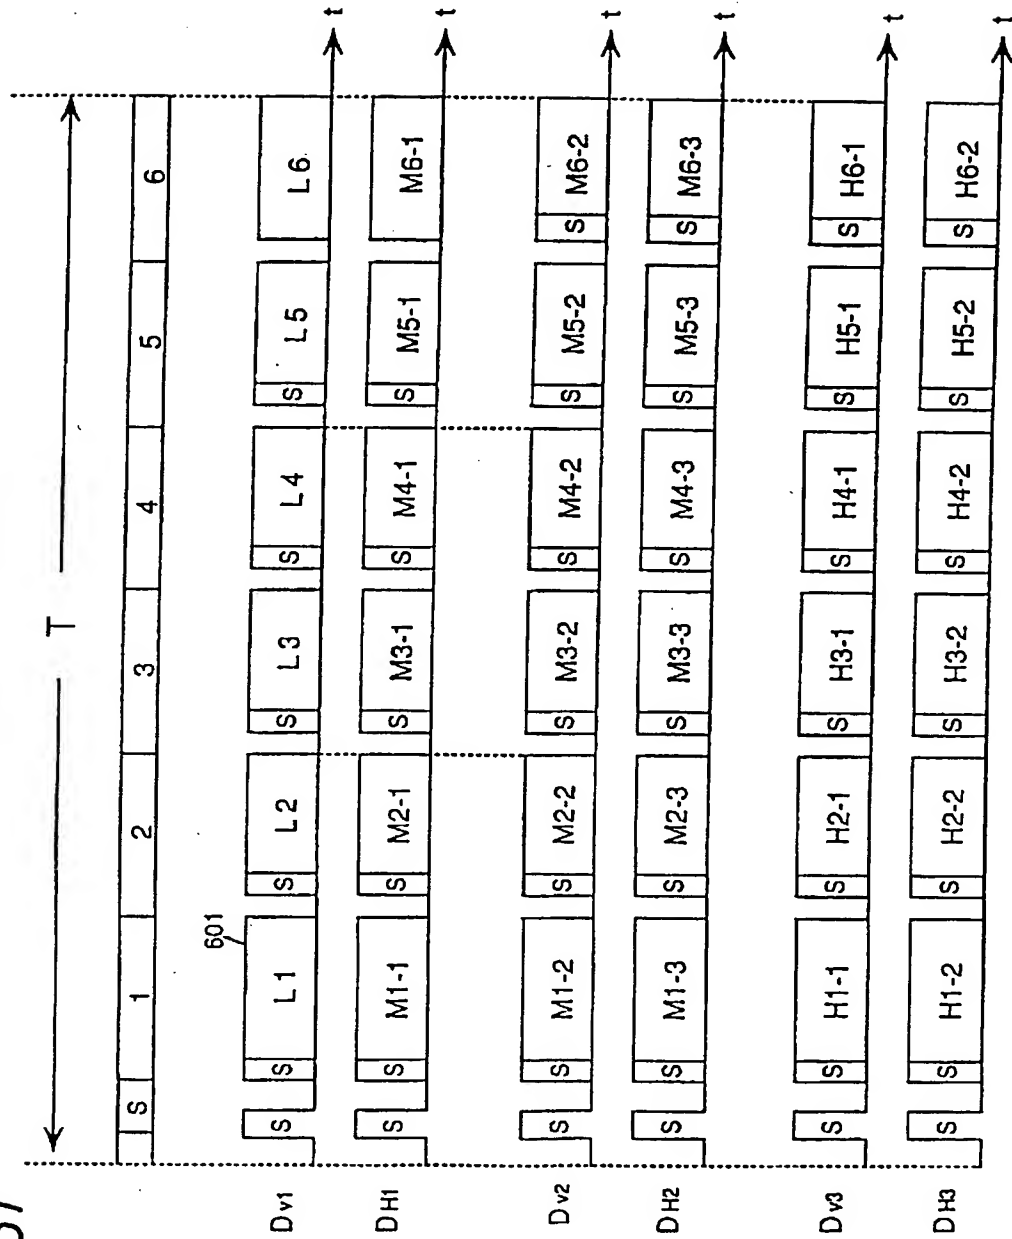 T
S 1 2 3 4 5 6
601
Dv1 S S L1 S L2 S L3 S L4 S L5 L6 t
DH1 S S M1-1 S M2-1 S M3-1 S M4-1 S M5-1 M6-1 t
Dv2 S S M1-2 S M2-2 S M3-2 S M4-2 S M5-2 S M6-2 t
DH2 S S M1-3 S M2-3 S M3-3 S M4-3 S M5-3 S M6-3 t
Dv3 S S H1-1 S H2-1 S H3-1 S H4-1 S H5-1 S H6-1 t
DH3 S S H1-2 S H2-2 S H3-2 S H4-2 S H5-2 S H6-2 t